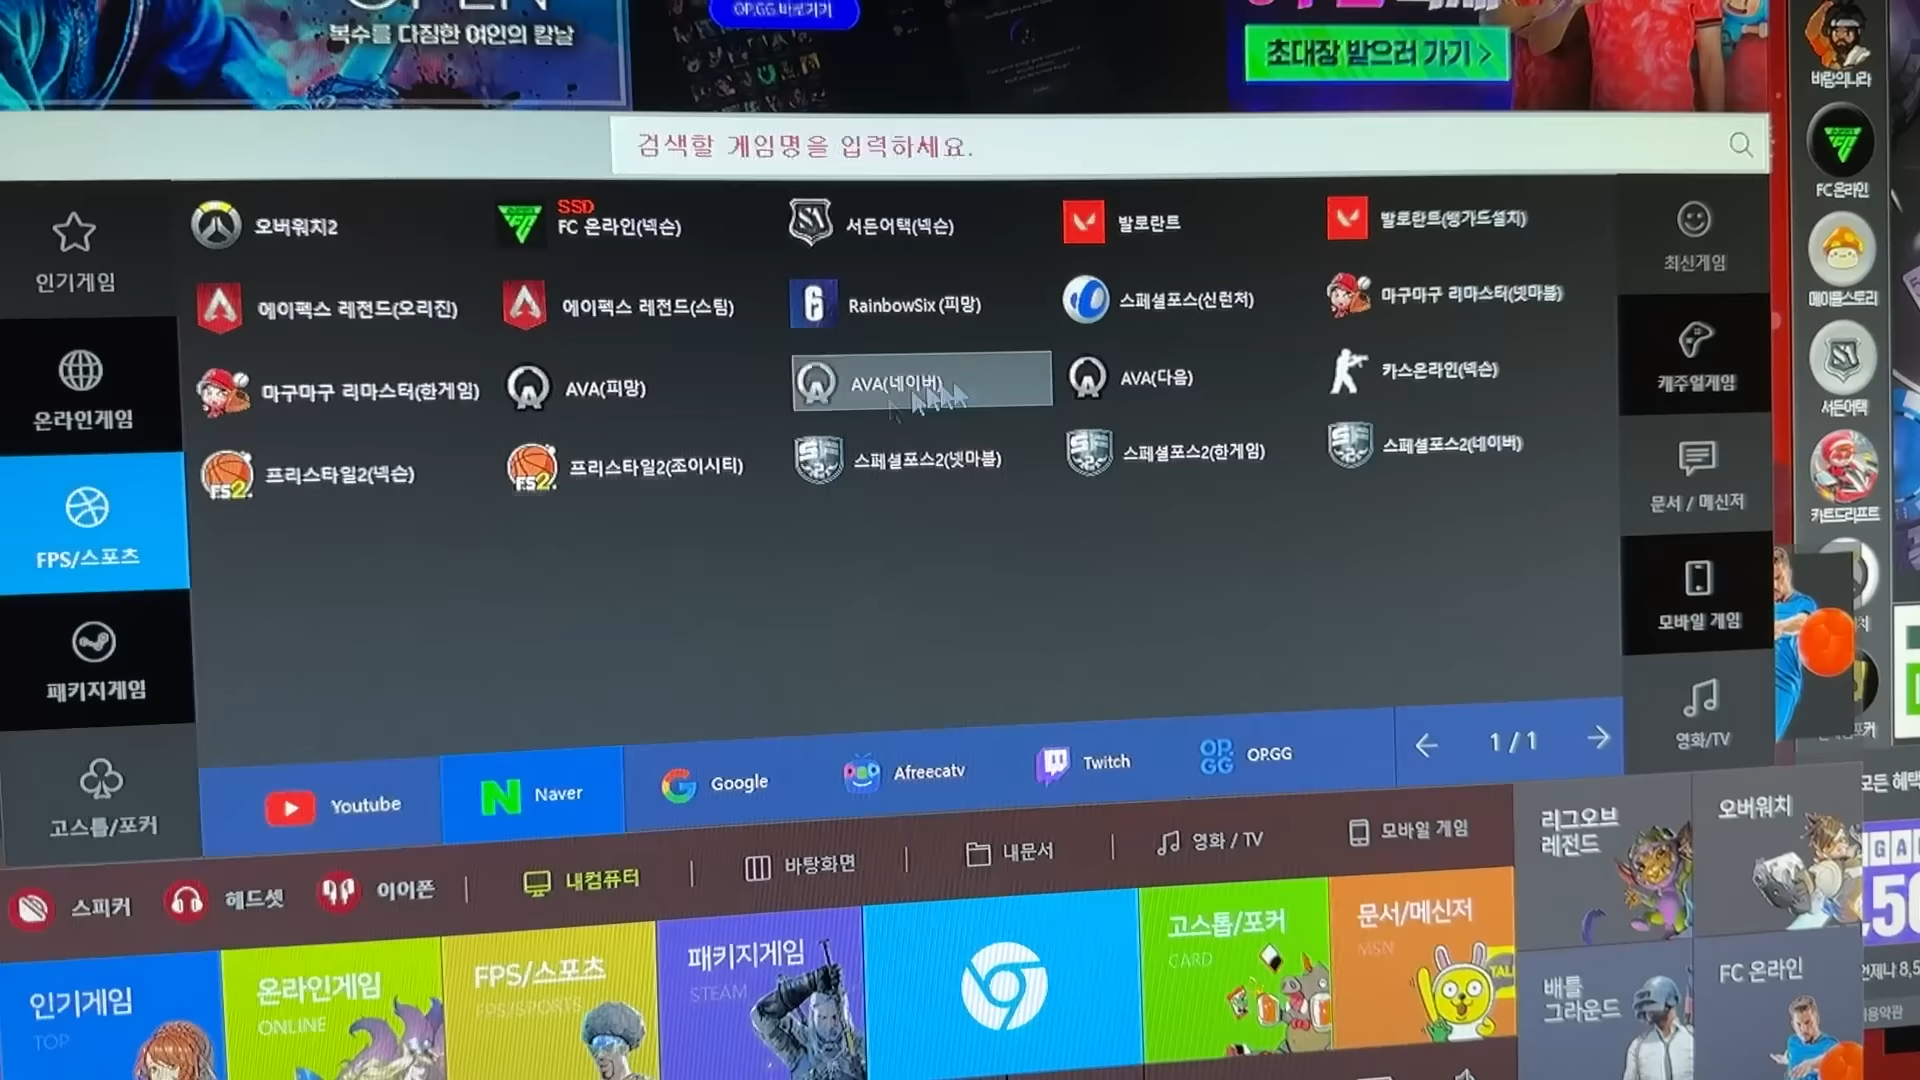 복수를 다짐한 여인의 칼날
OP.GG 바로가기
초대장 받으러 가기 >
검색할 게임명을 입력하세요.
인기게임
온라인게임
FPS/스포츠
패키지게임
고스톱/포커
오버워치2
SSD
FC 온라인(넥슨)
서든어택(넥슨)
발로란트
발로란트(뱅가드설치)
에이펙스 레전드(오리진)
에이펙스 레전드(스팀)
RainbowSix (피망)
스페셜포스(신런처)
마구마구 리마스터(넷마블)
마구마구 리마스터(한게임)
AVA(피망)
AVA(네이버)
AVA(다음)
카스온라인(넥슨)
프리스타일2(넥슨)
프리스타일2(조이시티)
스페셜포스2(넷마블)
스페셜포스2(한게임)
스페셜포스2(네이버)
최신게임
캐주얼게임
문서 / 메신저
모바일 게임
영화/TV
바람의나라
FC 온라인
메이플스토리
서든어택
카트드리프트
Youtube
Naver
Google
Afreecatv
Twitch
OP.GG
1 / 1
스피커
헤드셋
이어폰
내컴퓨터
바탕화면
내문서
영화 / TV
모바일 게임
인기게임
TOP
온라인게임
ONLINE
FPS/스포츠
FPS/SPORTS
패키지게임
STEAM
고스톱/포커
CARD
문서/메신저
MSN
리그오브
레전드
오버워치
배틀
그라운드
FC 온라인